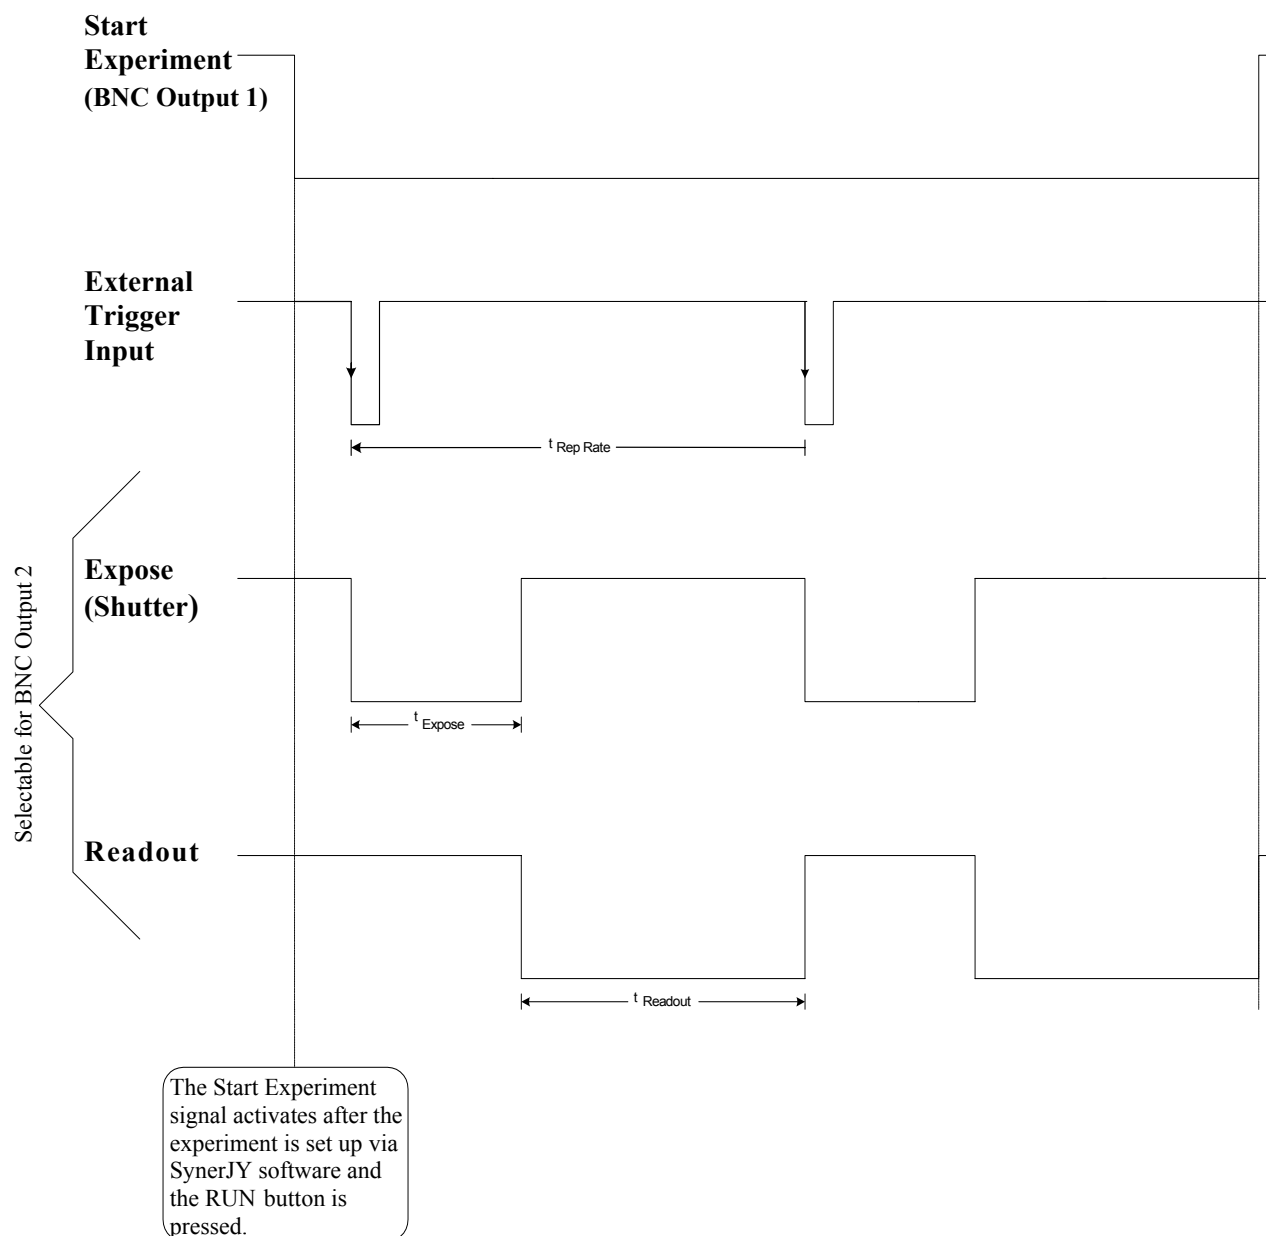 Start
Experiment
(BNC Output 1)
External
Trigger
Input
t Rep Rate
Selectable for BNC Output 2
Expose
(Shutter)
t Expose
Readout
t Readout
The Start Experiment
signal activates after the
experiment is set up via
SynerJY software and
the RUN button is
pressed.